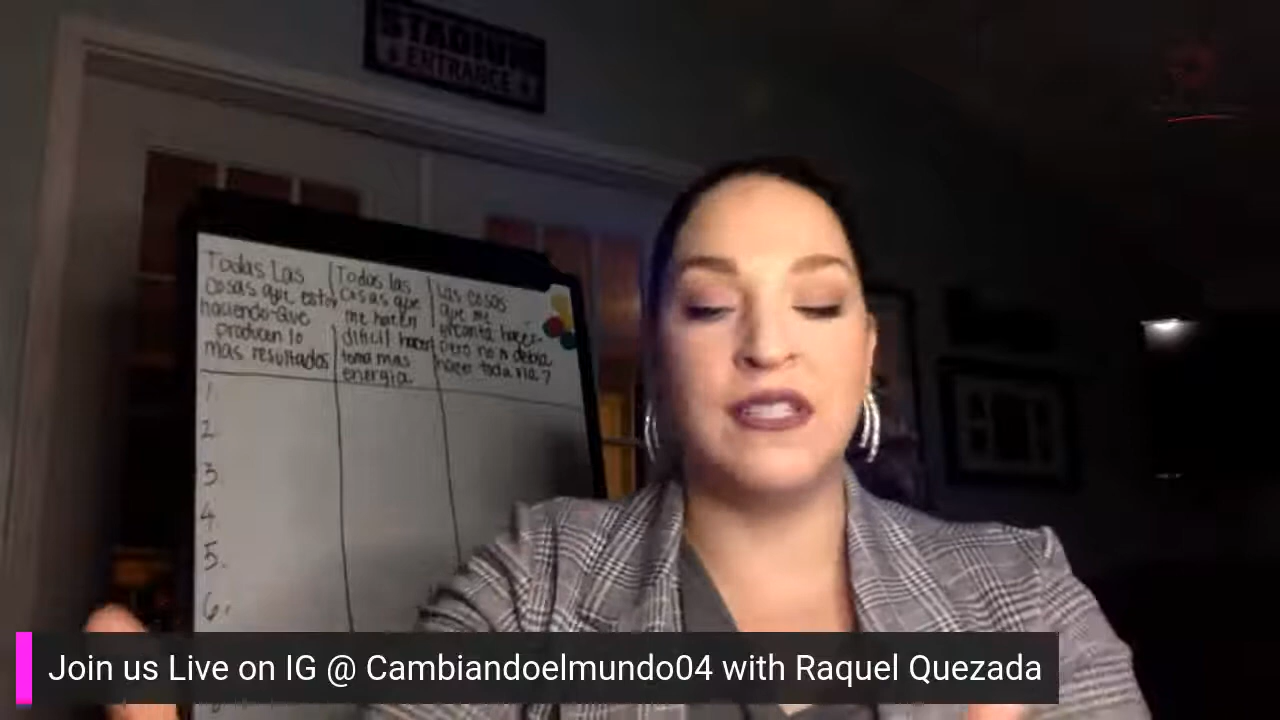 STADIUM
ENTRANCE
Todas Las
cosas que estoy
haciendo-que
producen lo
mas resultados
Todas las
cosas que
me hacen
dificil hacer
toma mas
energia
Las cosas
que me
encanta hacer
pero no debia
hacer todavia?
1.
2
3
4
5.
6.
Join us Live on IG @ Cambiandoelmundo04 with Raquel Quezada